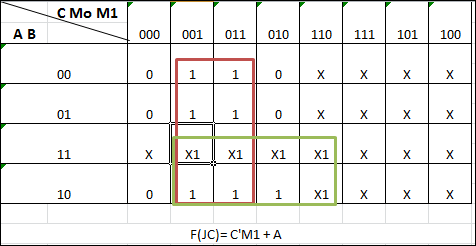 C Mo M1
A B 000 001 011 010 110 111 101 100
00 0 1 1 0 X X X X
01 0 1 1 0 X X X X
11 X X1 X1 X1 X1 X X X
10 0 1 1 1 X1 X X X
F(JC)= C'M1 + A